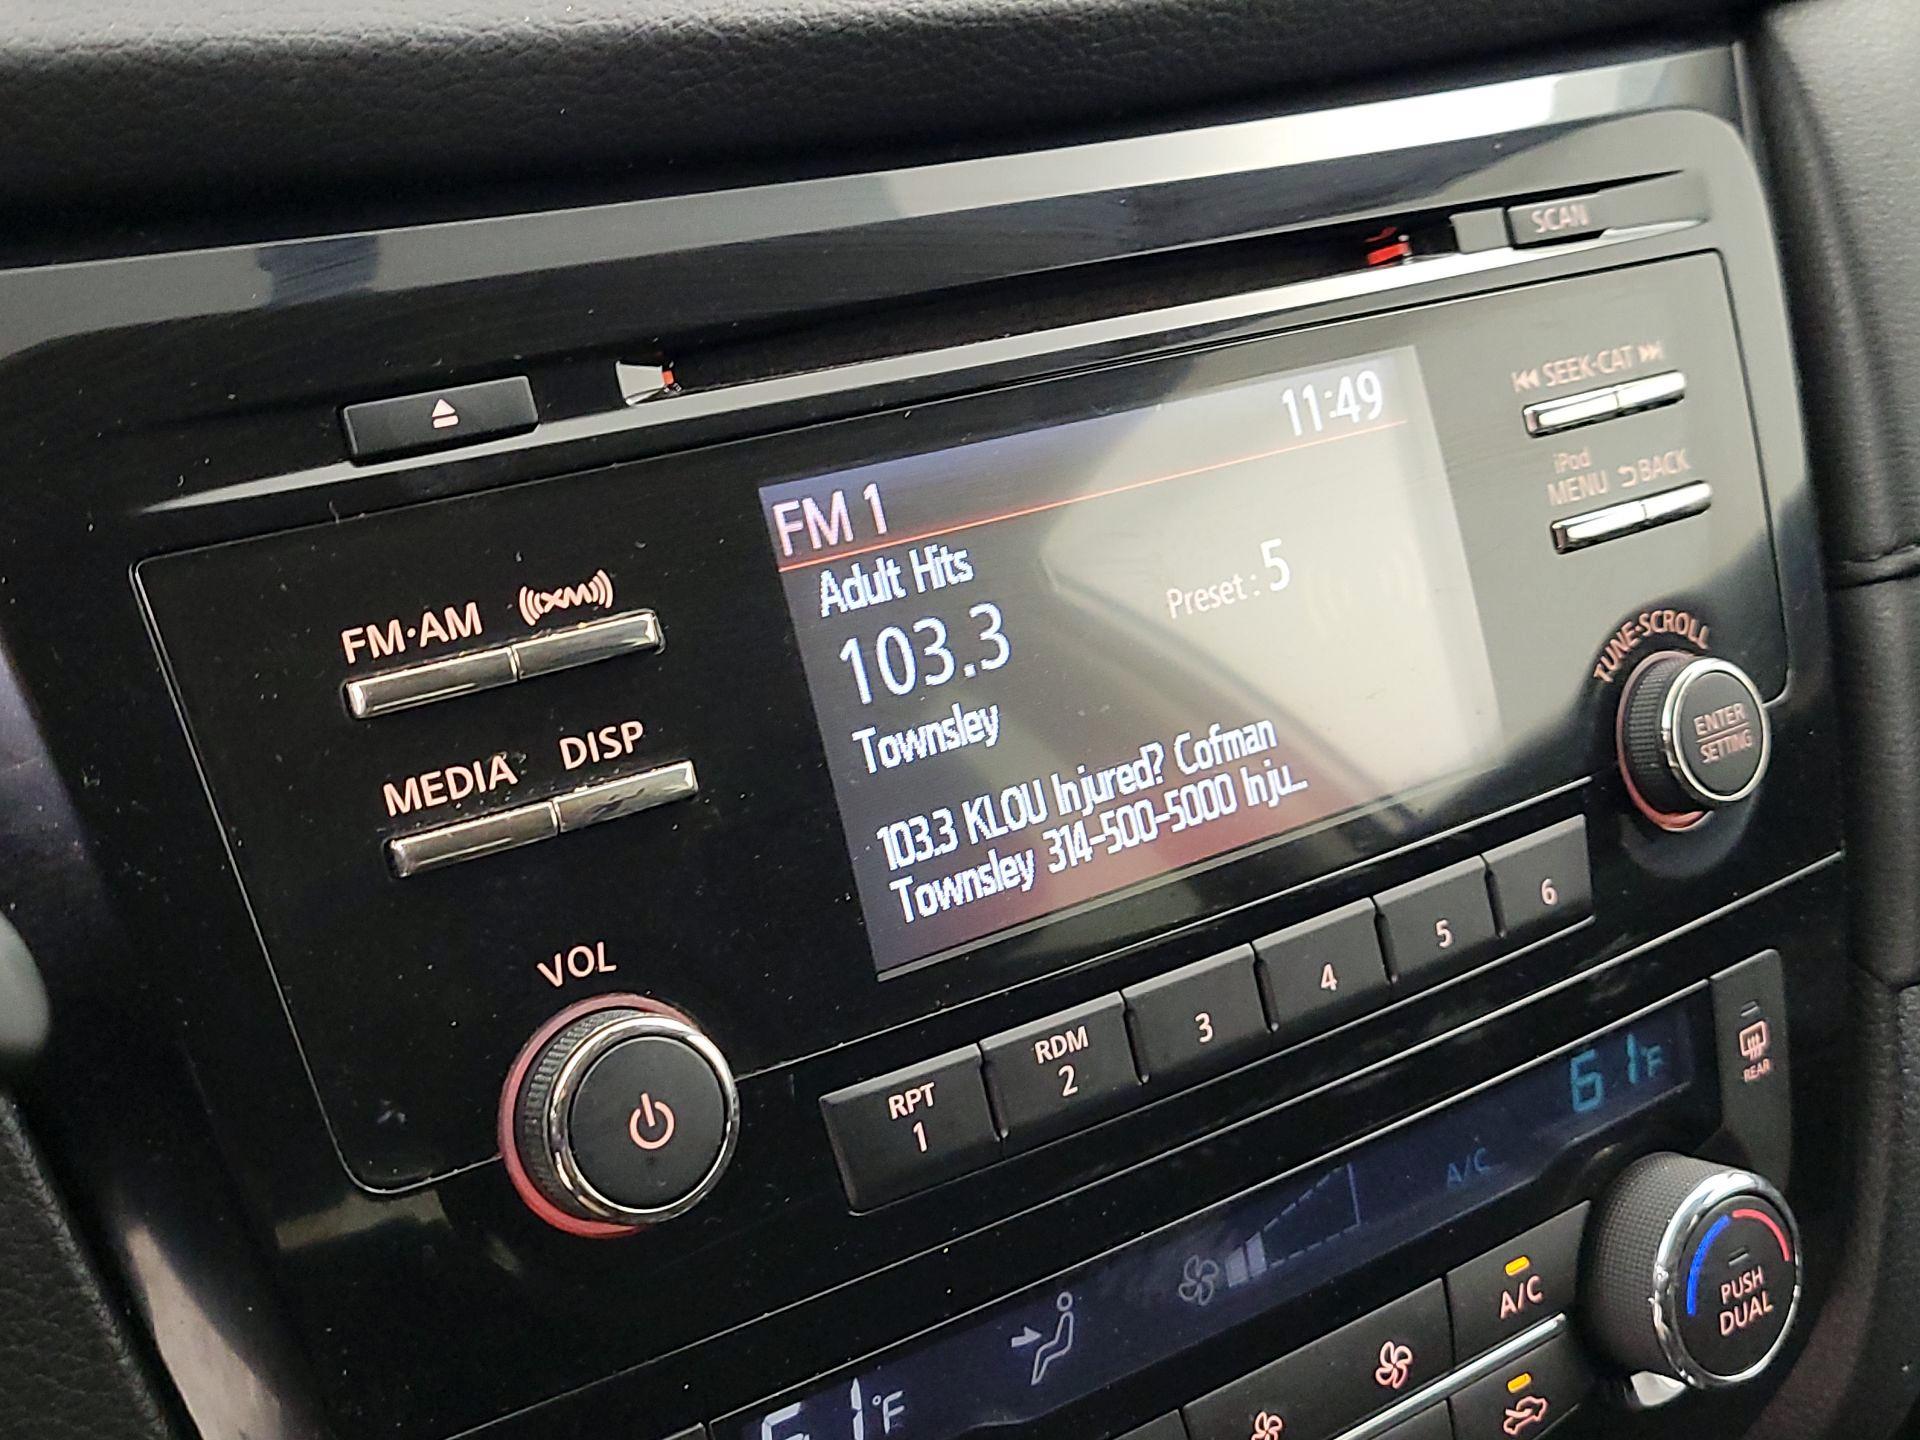 SCAN
SEEK·CAT
iPod
MENU BACK
11:49
FM 1
Adult Hits
Preset : 5
103.3
Townsley
103.3 KLOU Injured? Cofman
Townsley 314-500-5000 Inju...
FM·AM XM
MEDIA DISP
VOL
TUNE·SCROLL
ENTER
SETTING
RPT
1
RDM
2
3
4
5
6
61°F
REAR
A/C
A/C
PUSH
DUAL
61°F